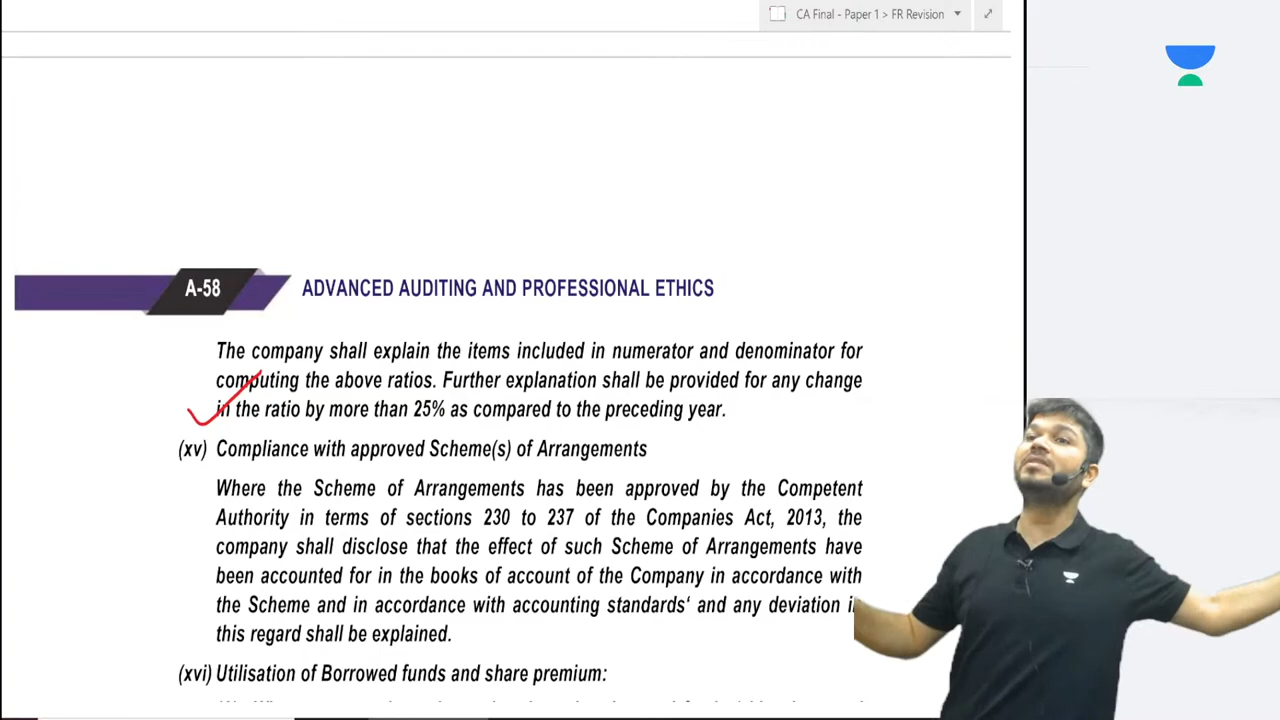 CA Final - Paper 1 > FR Revision
A-58
ADVANCED AUDITING AND PROFESSIONAL ETHICS
The company shall explain the items included in numerator and denominator for
computing the above ratios. Further explanation shall be provided for any change
in the ratio by more than 25% as compared to the preceding year.
(xv) Compliance with approved Scheme(s) of Arrangements
Where the Scheme of Arrangements has been approved by the Competent
Authority in terms of sections 230 to 237 of the Companies Act, 2013, the
company shall disclose that the effect of such Scheme of Arrangements have
been accounted for in the books of account of the Company in accordance with
the Scheme and in accordance with accounting standards‘ and any deviation
this regard shall be explained.
(xvi) Utilisation of Borrowed funds and share premium: